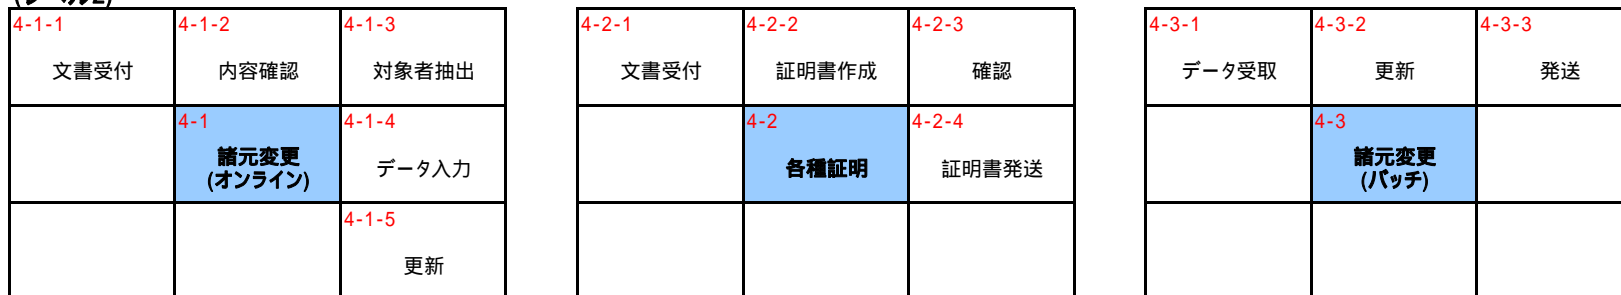 (レベル2)
4-1-1 4-1-2 4-1-3
文書受付 内容確認 対象者抽出
4-1 4-1-4
諸元変更
(オンライン) データ入力
4-1-5
更新
4-2-1 4-2-2 4-2-3
文書受付 証明書作成 確認
4-2 4-2-4
各種証明 証明書発送
4-3-1 4-3-2 4-3-3
データ受取 更新 発送
4-3
諸元変更
(バッチ)